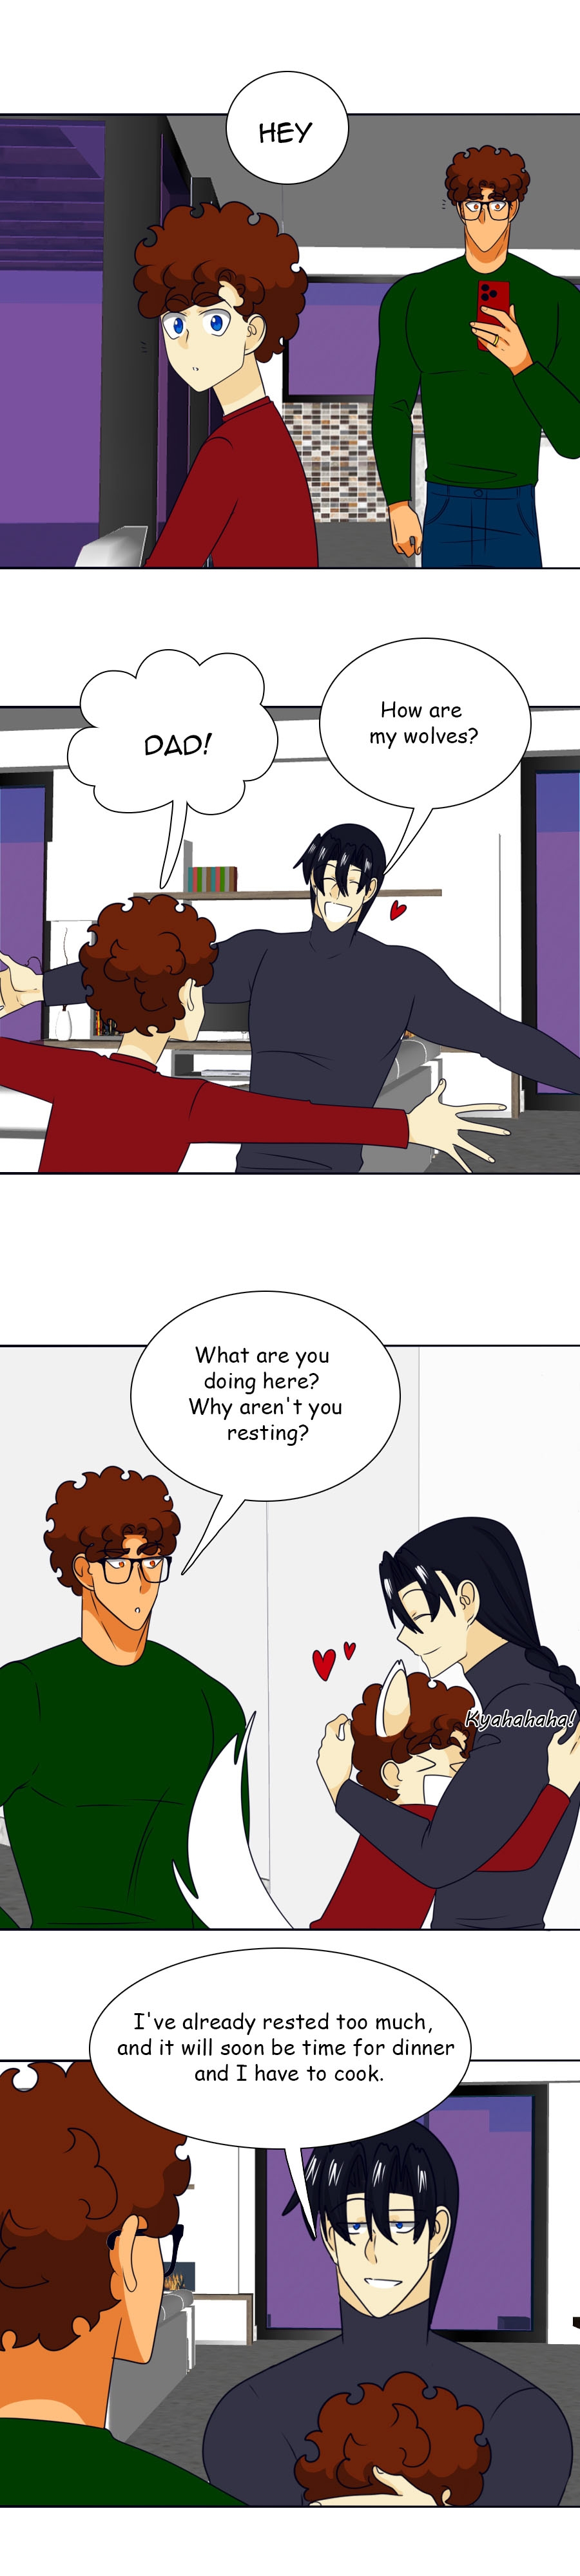 HEY
DAD!
How are
my wolves?
What are you
doing here?
Why aren't you
resting?
Kyahahaha!
I've already rested too much,
and it will soon be time for dinner
and I have to cook.